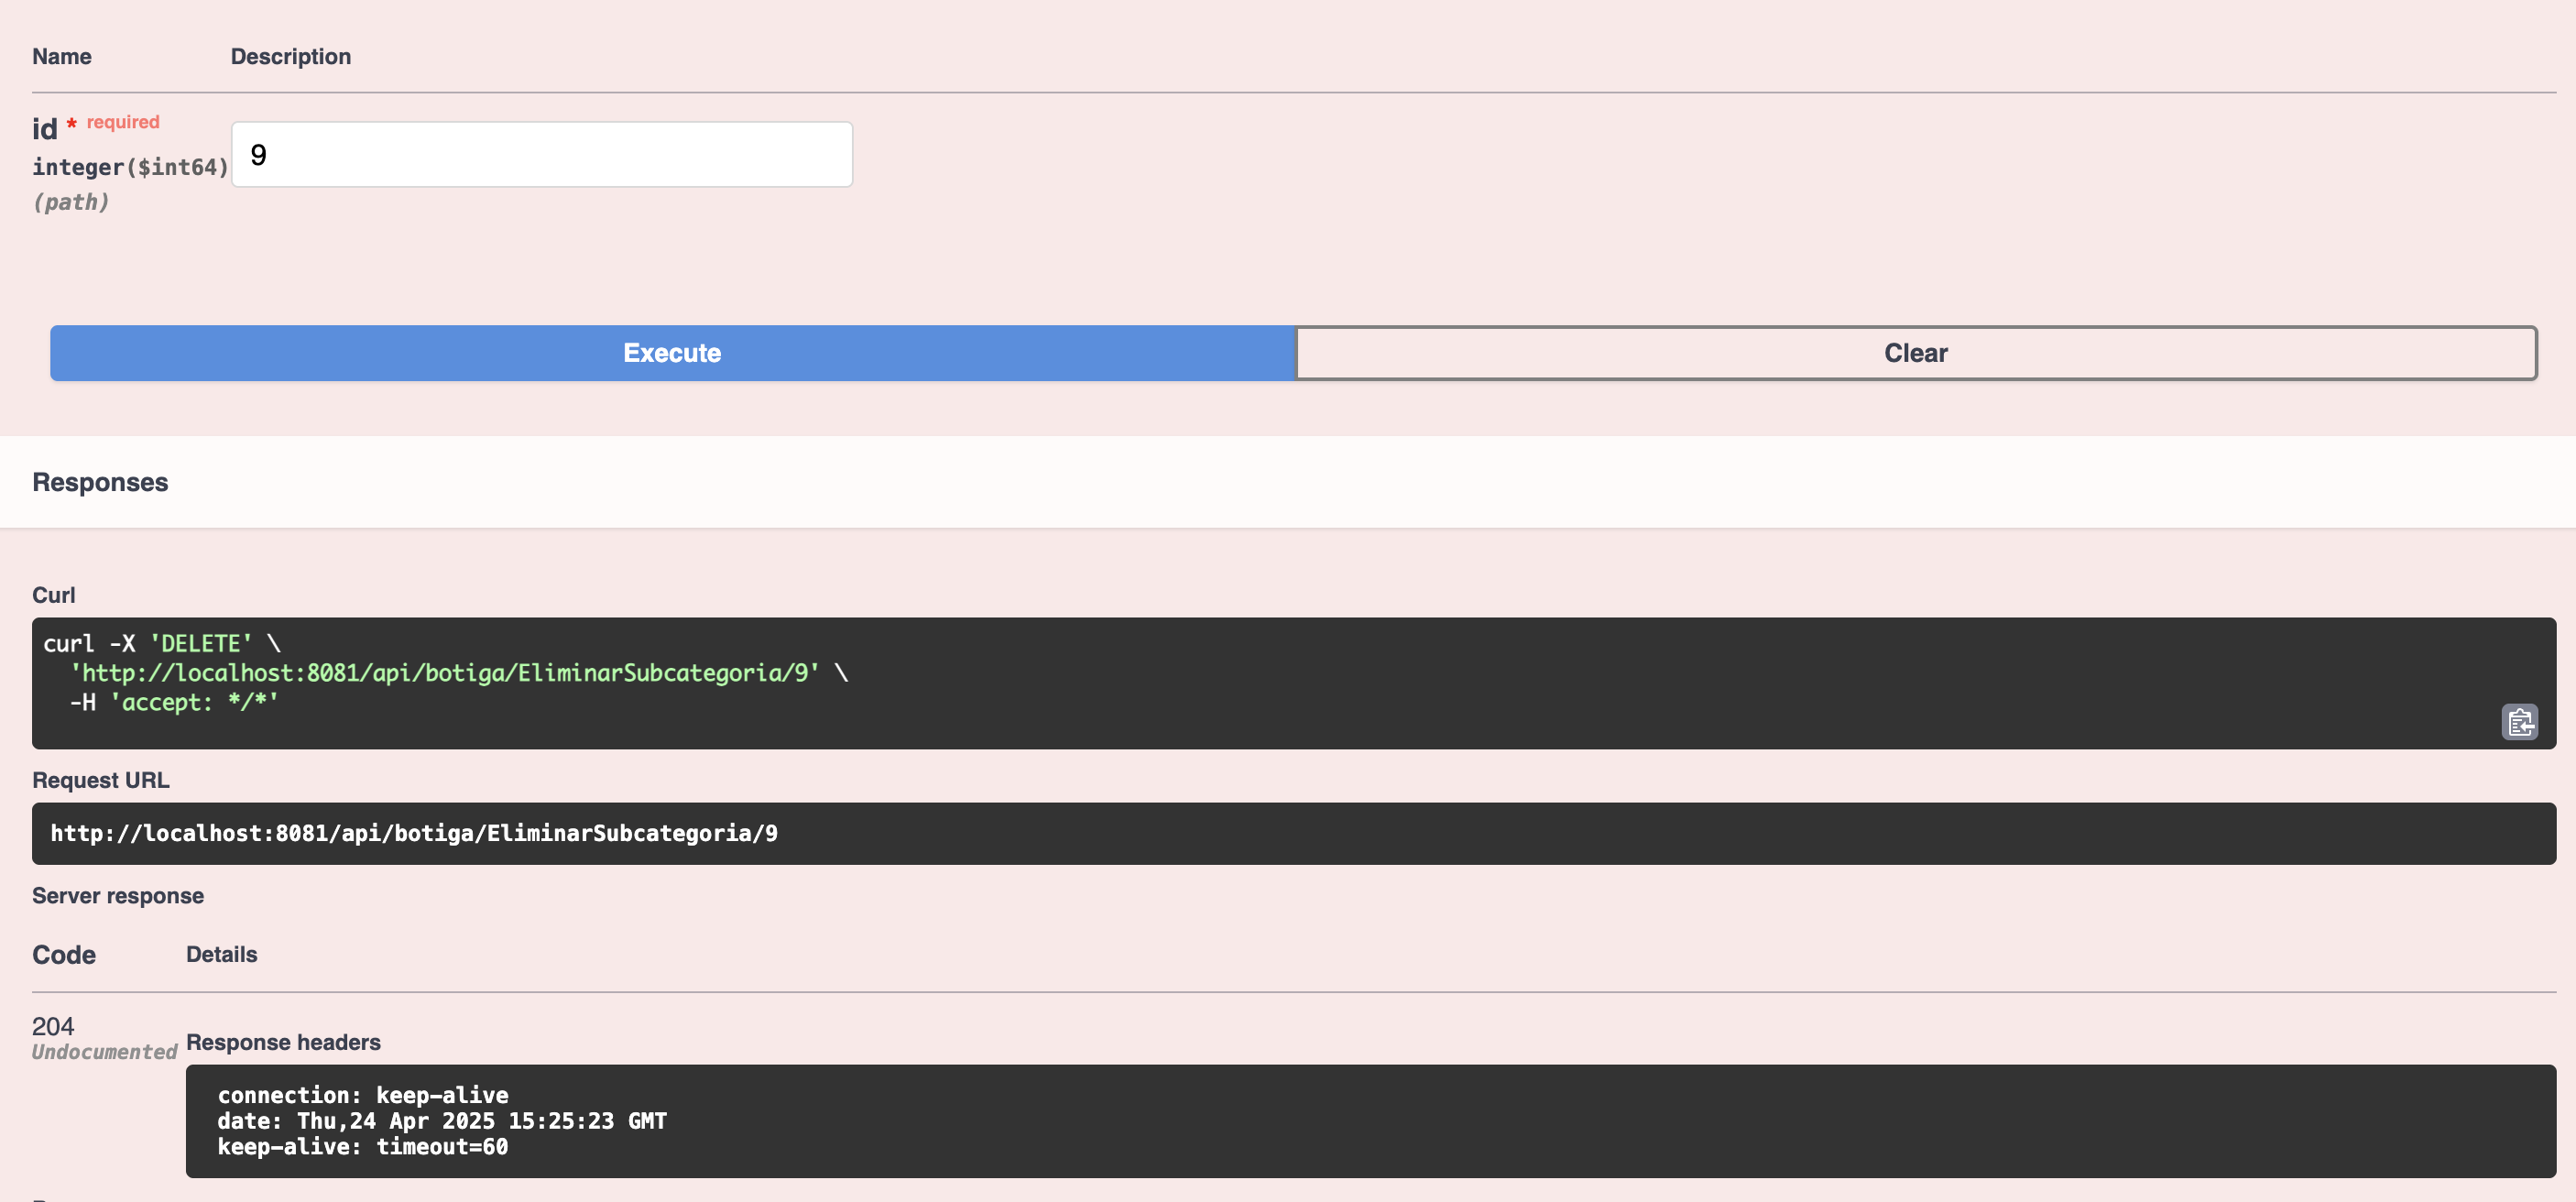 Name Description
id * required
integer($int64)
(path)
9
Execute Clear
Responses
Curl
curl -X 'DELETE' \
  'http://localhost:8081/api/botiga/EliminarSubcategoria/9' \
  -H 'accept: */*'
Request URL
http://localhost:8081/api/botiga/EliminarSubcategoria/9
Server response
Code Details
204
Undocumented
Response headers
connection: keep-alive
date: Thu,24 Apr 2025 15:25:23 GMT
keep-alive: timeout=60